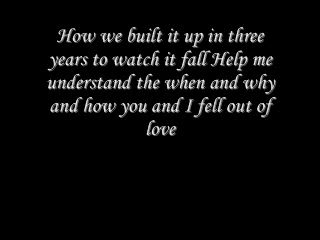 How we built it up in three
years to watch it fall Help me
understand the when and why
and how you and I fell out of
love